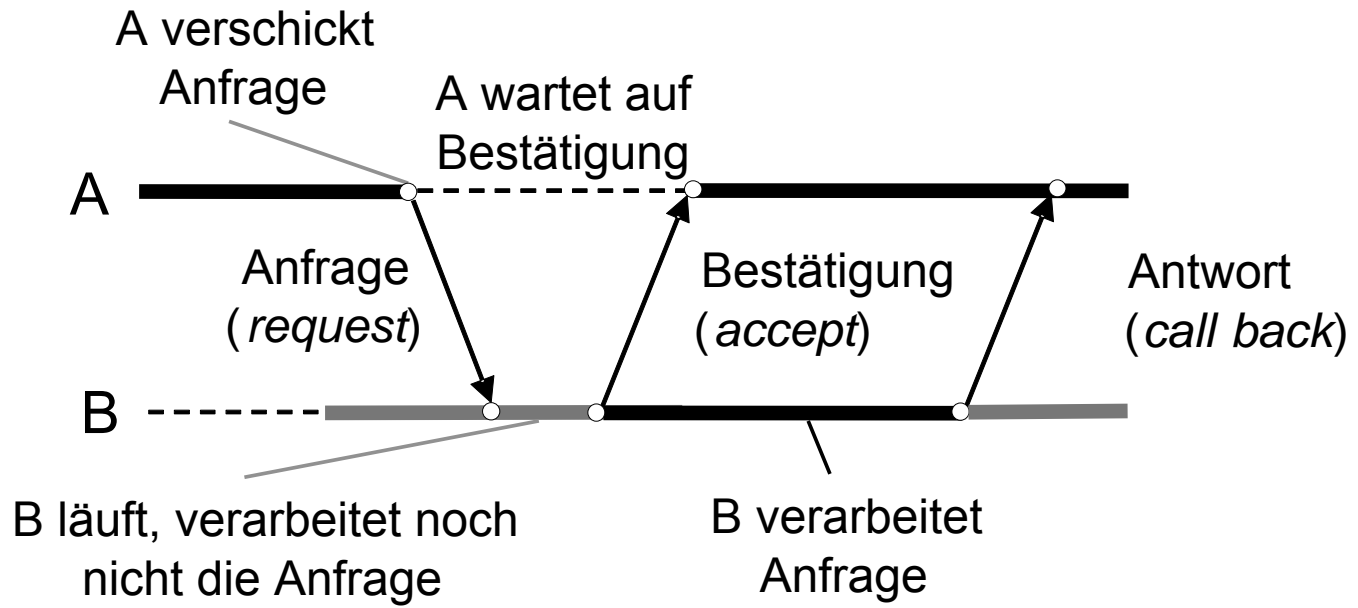 A verschickt
Anfrage
A wartet auf
Bestätigung
A
Anfrage
(request)
Bestätigung
(accept)
Antwort
(call back)
B
B läuft, verarbeitet noch
nicht die Anfrage
B verarbeitet
Anfrage